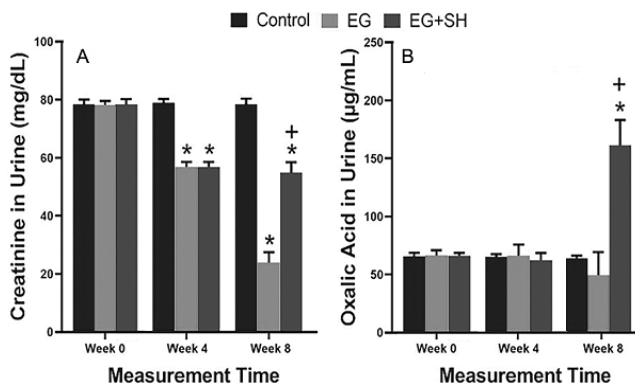 Control EG EG+SH
A
Creatinine in Urine (mg/dL)
100
80
60
40
20
0
* *
*
+
*
Week 0 Week 4 Week 8
Measurement Time
B
Oxalic Acid in Urine (µg/mL)
250
200
150
100
50
0
+
*
Week 0 Week 4 Week 8
Measurement Time